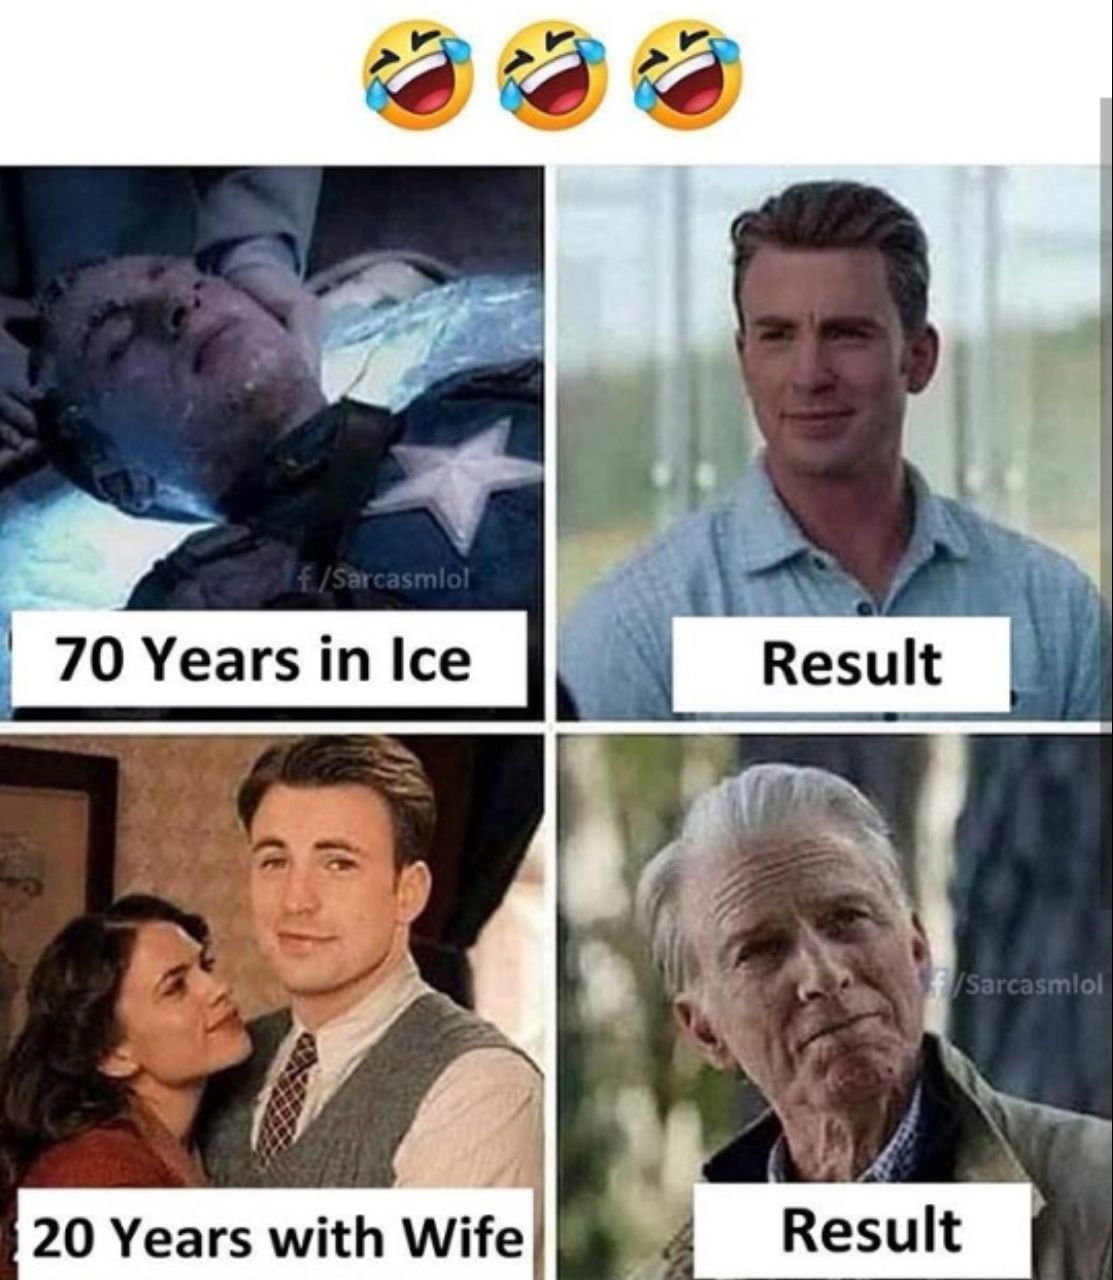 f/Sarcasmlol
70 Years in Ice
Result
f/Sarcasmlol
20 Years with Wife
Result